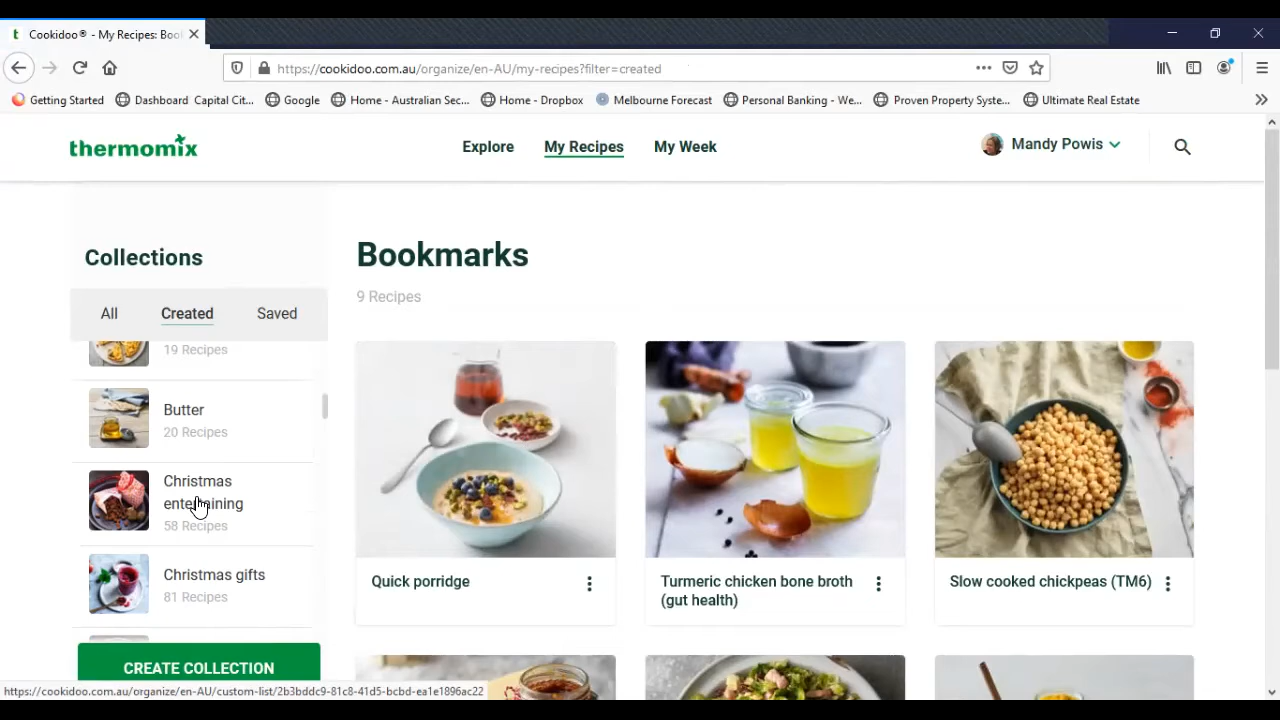 Cookidoo® - My Recipes: Boo
https://cookidoo.com.au/organize/en-AU/my-recipes?filter=created
Getting Started
Dashboard Capital Cit...
Google
Home - Australian Sec...
Home - Dropbox
Melbourne Forecast
Personal Banking - We...
Proven Property Syste...
Ultimate Real Estate
thermomix
Explore
My Recipes
My Week
Mandy Powis
Collections
All
Created
Saved
19 Recipes
Butter
20 Recipes
Christmas
entertaining
58 Recipes
Christmas gifts
81 Recipes
CREATE COLLECTION
Bookmarks
9 Recipes
Quick porridge
Turmeric chicken bone broth
(gut health)
Slow cooked chickpeas (TM6)
https://cookidoo.com.au/organize/en-AU/custom-list/2b3bddc9-81c8-41d5-bcbd-ea1e1896ac22